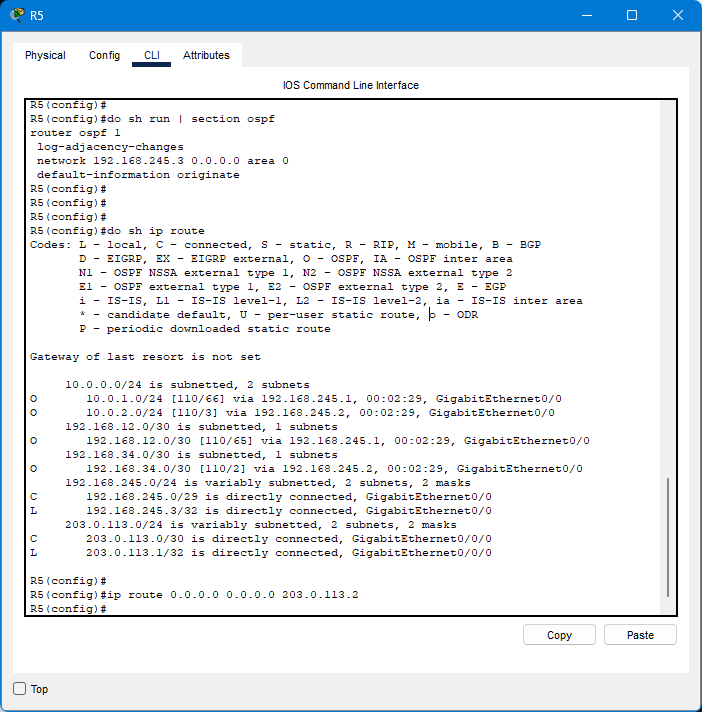 R5
Physical Config CLI Attributes
IOS Command Line Interface
R5(config)#
R5(config)#do sh run | section ospf
router ospf 1
 log-adjacency-changes
 network 192.168.245.3 0.0.0.0 area 0
 default-information originate
R5(config)#
R5(config)#
R5(config)#
R5(config)#do sh ip route
Codes: L - local, C - connected, S - static, R - RIP, M - mobile, B - BGP
       D - EIGRP, EX - EIGRP external, O - OSPF, IA - OSPF inter area
       N1 - OSPF NSSA external type 1, N2 - OSPF NSSA external type 2
       E1 - OSPF external type 1, E2 - OSPF external type 2, E - EGP
       i - IS-IS, L1 - IS-IS level-1, L2 - IS-IS level-2, ia - IS-IS inter area
       * - candidate default, U - per-user static route, o - ODR
       P - periodic downloaded static route
Gateway of last resort is not set
     10.0.0.0/24 is subnetted, 2 subnets
O       10.0.1.0/24 [110/66] via 192.168.245.1, 00:02:29, GigabitEthernet0/0
O       10.0.2.0/24 [110/3] via 192.168.245.2, 00:02:29, GigabitEthernet0/0
     192.168.12.0/30 is subnetted, 1 subnets
O       192.168.12.0/30 [110/65] via 192.168.245.1, 00:02:29, GigabitEthernet0/0
     192.168.34.0/30 is subnetted, 1 subnets
O       192.168.34.0/30 [110/2] via 192.168.245.2, 00:02:29, GigabitEthernet0/0
     192.168.245.0/24 is variably subnetted, 2 subnets, 2 masks
C       192.168.245.0/29 is directly connected, GigabitEthernet0/0
L       192.168.245.3/32 is directly connected, GigabitEthernet0/0
     203.0.113.0/24 is variably subnetted, 2 subnets, 2 masks
C       203.0.113.0/30 is directly connected, GigabitEthernet0/0/0
L       203.0.113.1/32 is directly connected, GigabitEthernet0/0/0
R5(config)#
R5(config)#ip route 0.0.0.0 0.0.0.0 203.0.113.2
R5(config)#
Copy Paste
Top